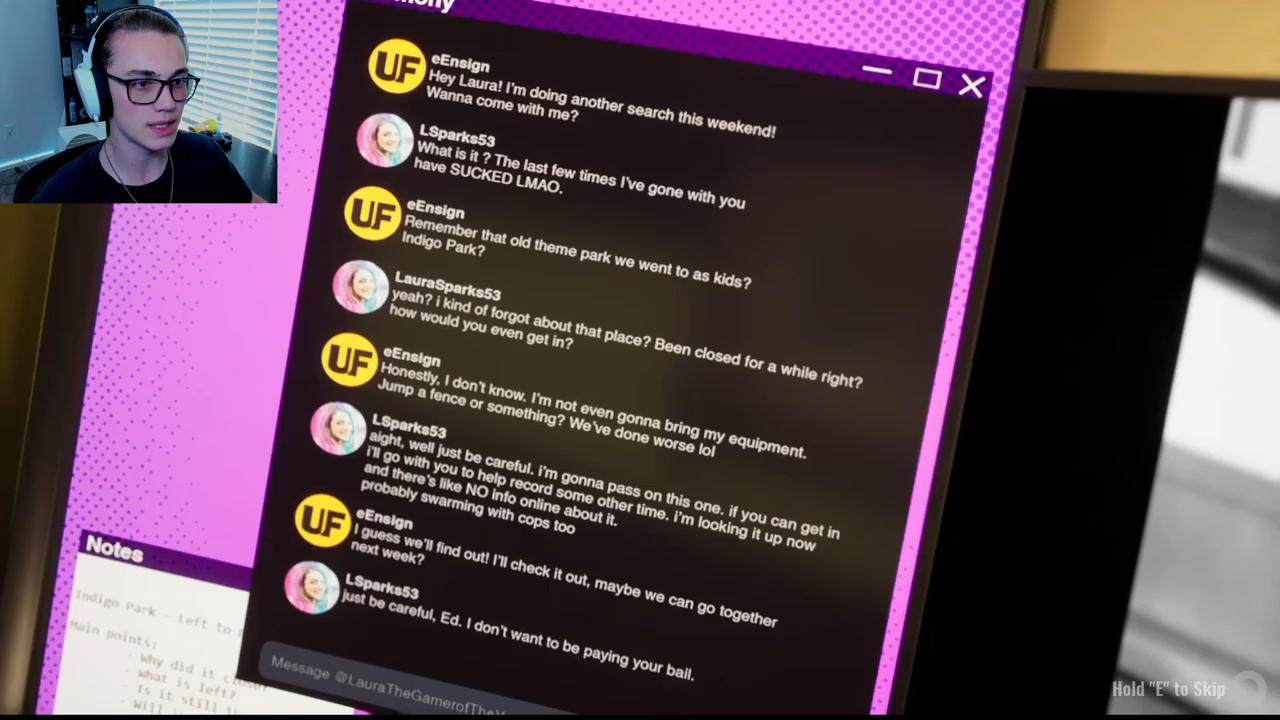 UF
eEnsign
Hey Laura! I'm doing another search this weekend!
Wanna come with me?
LSparks53
What is it ? The last few times I've gone with you
have SUCKED LMAO.
UF
eEnsign
Remember that old theme park we went to as kids?
Indigo Park?
LauraSparks53
yeah? i kind of forgot about that place? Been closed for a while right?
how would you even get in?
UF
eEnsign
Honestly, I don't know. I'm not even gonna bring my equipment.
Jump a fence or something? We've done worse lol
LSparks53
aight, well just be careful. i'm gonna pass on this one. if you can get in
i'll go with you to help record some other time. i'm looking it up now
and there's like NO info online about it.
probably swarming with cops too
UF
eEnsign
I guess we'll find out! I'll check it out, maybe we can go together
next week?
LSparks53
just be careful, Ed. I don't want to be paying your bail.
Message @LauraTheGamerofTheY
Notes
Indigo Park - Left to
Main points:
- Why did it
- What is left?
- Is it still
- Will
Hold "E" to Skip